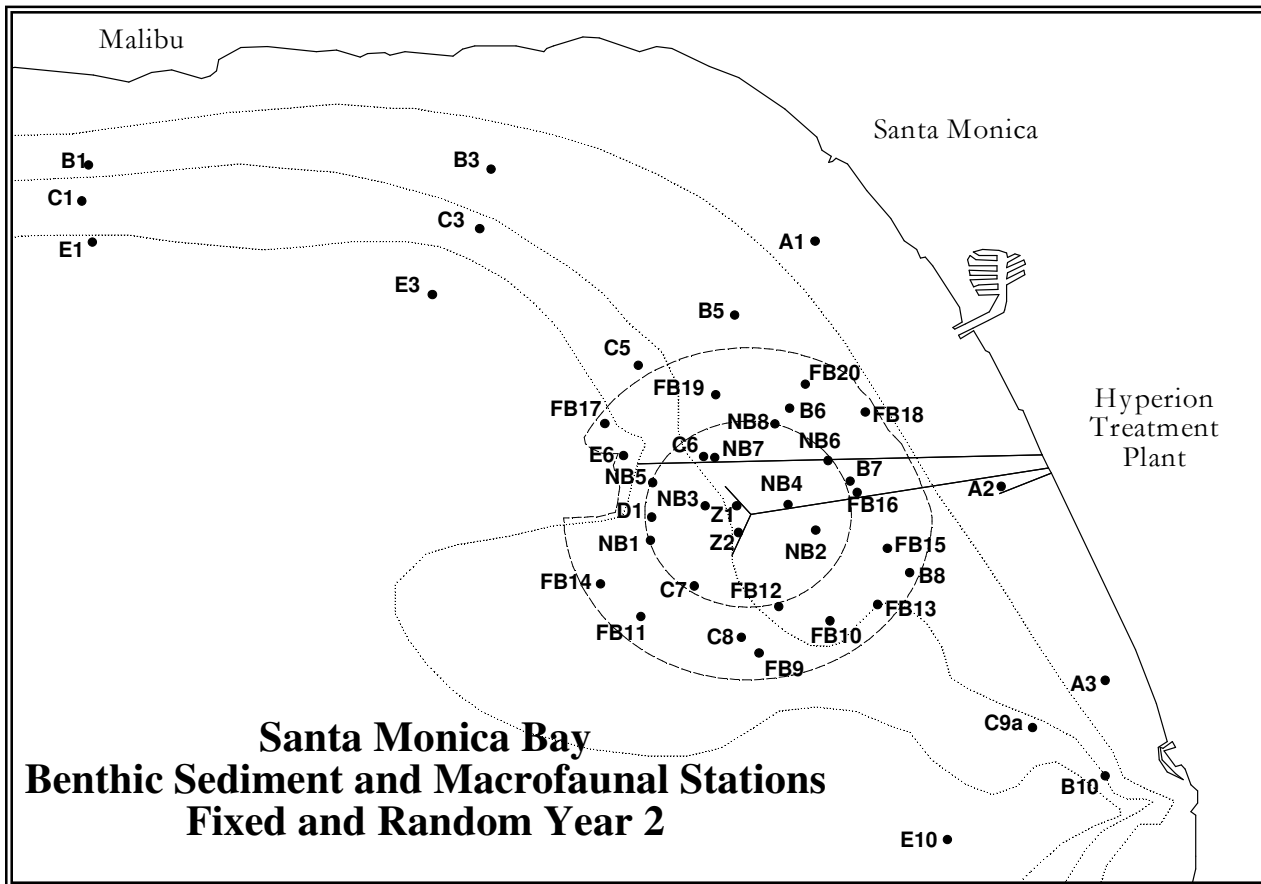 Malibu
Santa Monica
B1
B3
C1
C3
A1
E1
E3
B5
C5
FB20
FB19
Hyperion
Treatment
Plant
FB17
B6
FB18
NB8
NB6
C6
NB7
E6
B7
NB5
A2
NB4
NB3
FB16
Z1
D1
Z2
NB1
NB2
FB15
B8
FB14
C7
FB12
FB13
FB11
FB10
C8
FB9
A3
C9a
Santa Monica Bay
Benthic Sediment and Macrofaunal Stations
Fixed and Random Year 2
B10
E10